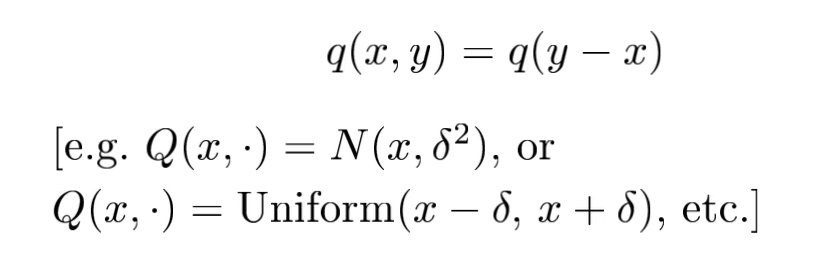 q(x, y) = q(y − x)
[e.g. Q(x, ·) = N(x, δ²), or
Q(x, ·) = Uniform(x − δ, x + δ), etc.]